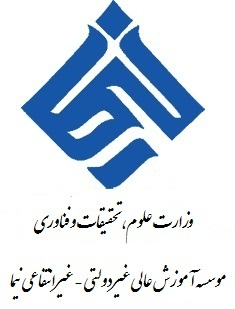 وزارت علوم، تحقیقات و فناوری
موسسه آموزش عالی غیردولتی - غیرانتفاعی نیما